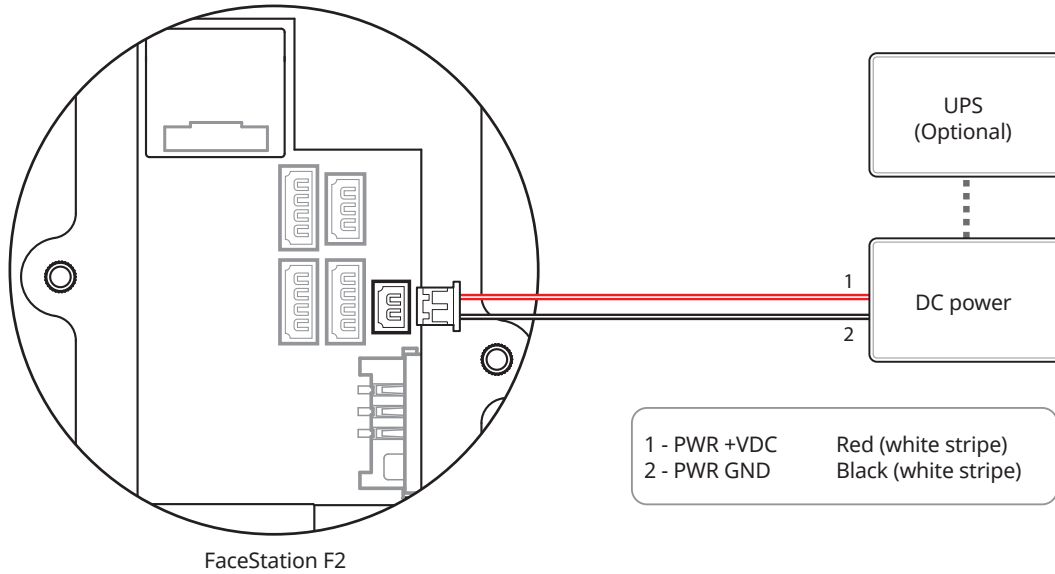 UPS
(Optional)
1
DC power
2
1 - PWR +VDC Red (white stripe)
2 - PWR GND Black (white stripe)
FaceStation F2